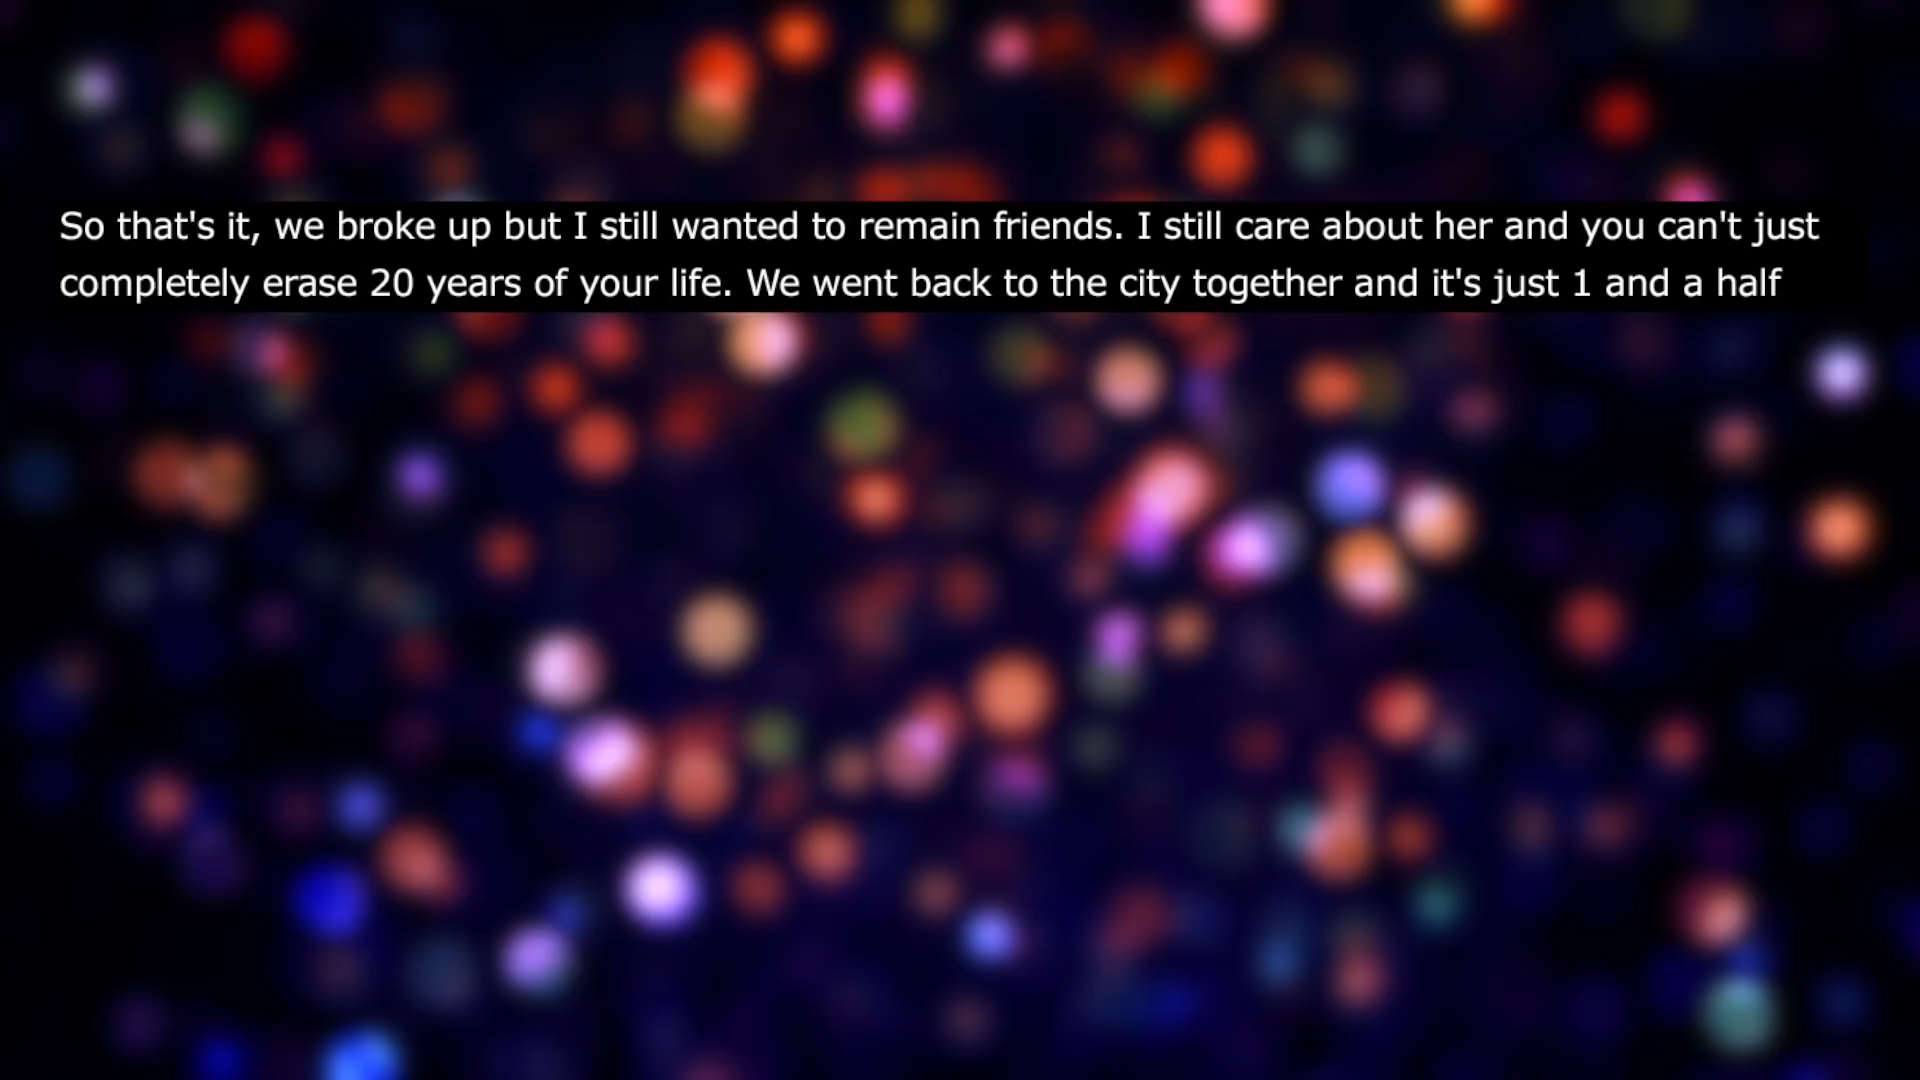 So that's it, we broke up but I still wanted to remain friends. I still care about her and you can't just
completely erase 20 years of your life. We went back to the city together and it's just 1 and a half